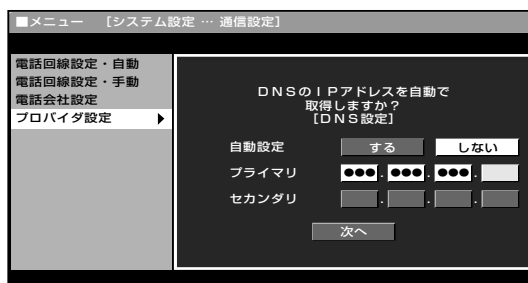 ■メニュー　[システム設定 … 通信設定]
電話回線設定・自動
電話回線設定・手動
電話会社設定
プロバイダ設定
DNSのIPアドレスを自動で
取得しますか？
[DNS設定]
自動設定　する　しない
プライマリ　●●●.●●●.●●●.
セカンダリ　. . .
次へ